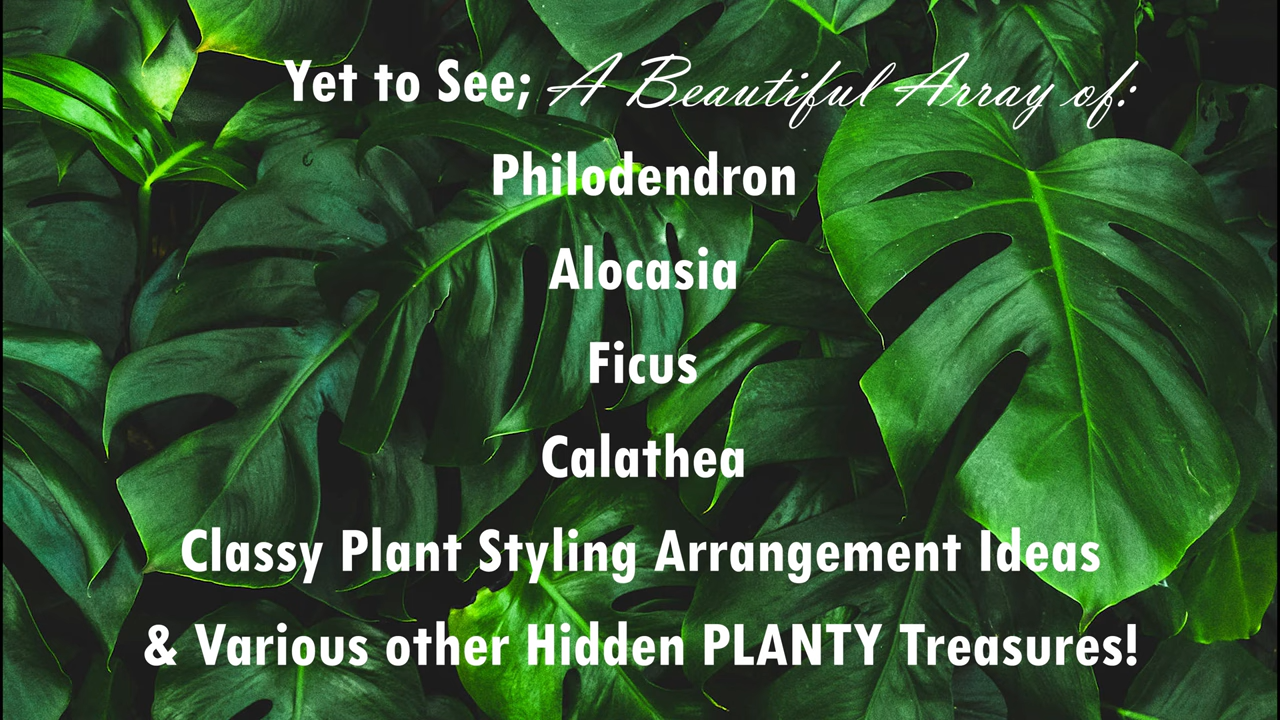 Yet to See; A Beautiful Array of:
Philodendron
Alocasia
Ficus
Calathea
Classy Plant Styling Arrangement Ideas
& Various other Hidden PLANTY Treasures!